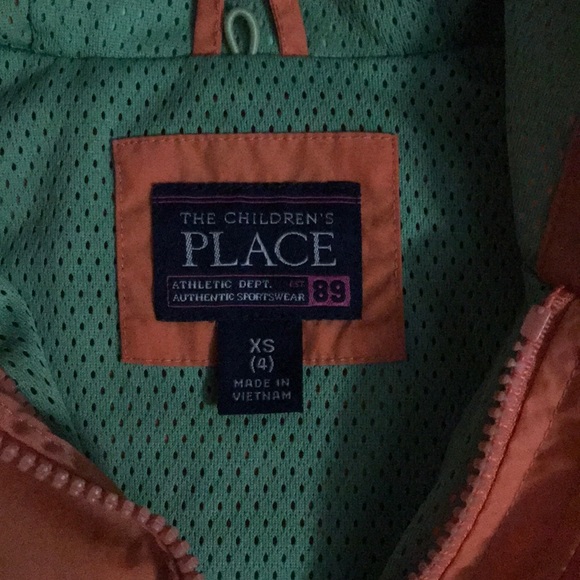 THE CHILDREN'S
PLACE
ATHLETIC DEPT. EST
AUTHENTIC SPORTSWEAR 89
XS
(4)
MADE IN
VIETNAM